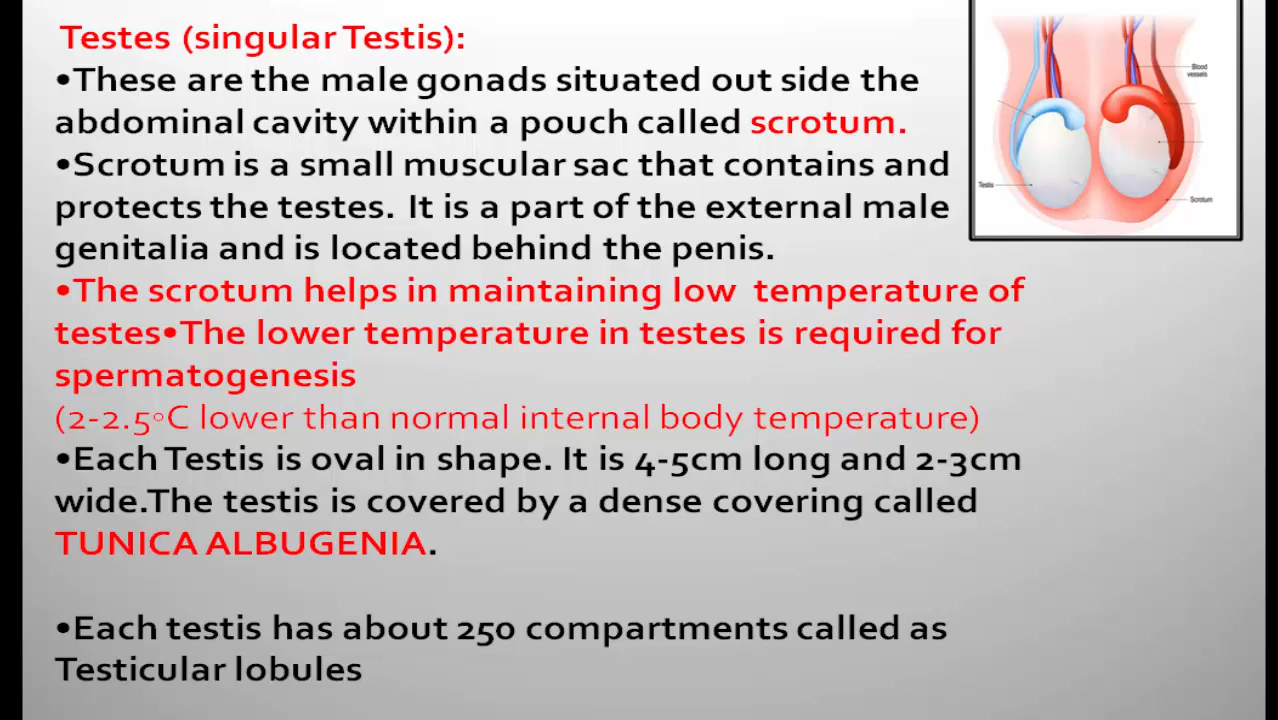 Testes (singular Testis):
•These are the male gonads situated out side the
abdominal cavity within a pouch called scrotum.
•Scrotum is a small muscular sac that contains and
protects the testes. It is a part of the external male
genitalia and is located behind the penis.
•The scrotum helps in maintaining low temperature of
testes•The lower temperature in testes is required for
spermatogenesis
(2-2.5°C lower than normal internal body temperature)
•Each Testis is oval in shape. It is 4-5cm long and 2-3cm
wide.The testis is covered by a dense covering called
TUNICA ALBUGENIA.
•Each testis has about 250 compartments called as
Testicular lobules
Blood
vessels
Testis
Scrotum